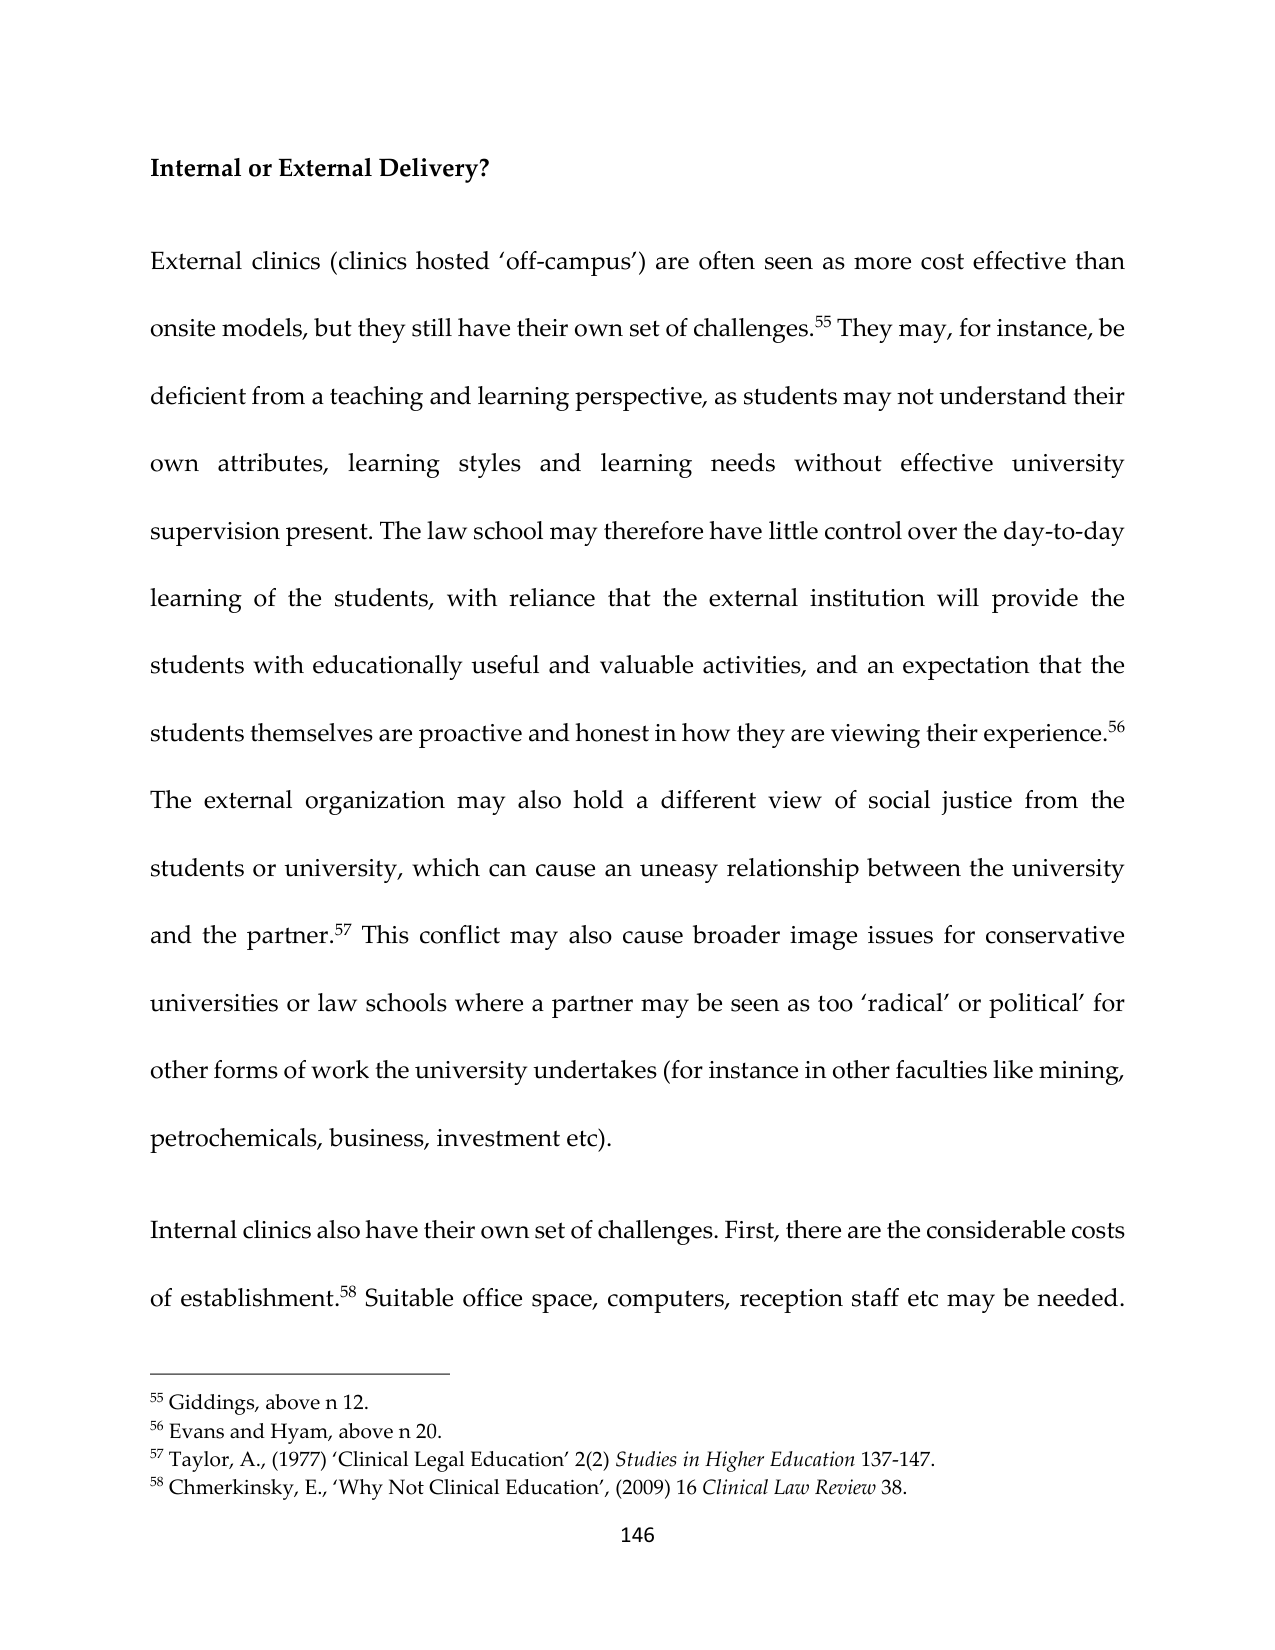 Internal or External Delivery?
External clinics (clinics hosted ‘off-campus’) are often seen as more cost effective than
onsite models, but they still have their own set of challenges.55 They may, for instance, be
deficient from a teaching and learning perspective, as students may not understand their
own attributes, learning styles and learning needs without effective university
supervision present. The law school may therefore have little control over the day-to-day
learning of the students, with reliance that the external institution will provide the
students with educationally useful and valuable activities, and an expectation that the
students themselves are proactive and honest in how they are viewing their experience.56
The external organization may also hold a different view of social justice from the
students or university, which can cause an uneasy relationship between the university
and the partner.57 This conflict may also cause broader image issues for conservative
universities or law schools where a partner may be seen as too ‘radical’ or political’ for
other forms of work the university undertakes (for instance in other faculties like mining,
petrochemicals, business, investment etc).
Internal clinics also have their own set of challenges. First, there are the considerable costs
of establishment.58 Suitable office space, computers, reception staff etc may be needed.
55 Giddings, above n 12.
56 Evans and Hyam, above n 20.
57 Taylor, A., (1977) ‘Clinical Legal Education’ 2(2) Studies in Higher Education 137-147.
58 Chmerkinsky, E., ‘Why Not Clinical Education’, (2009) 16 Clinical Law Review 38.
146